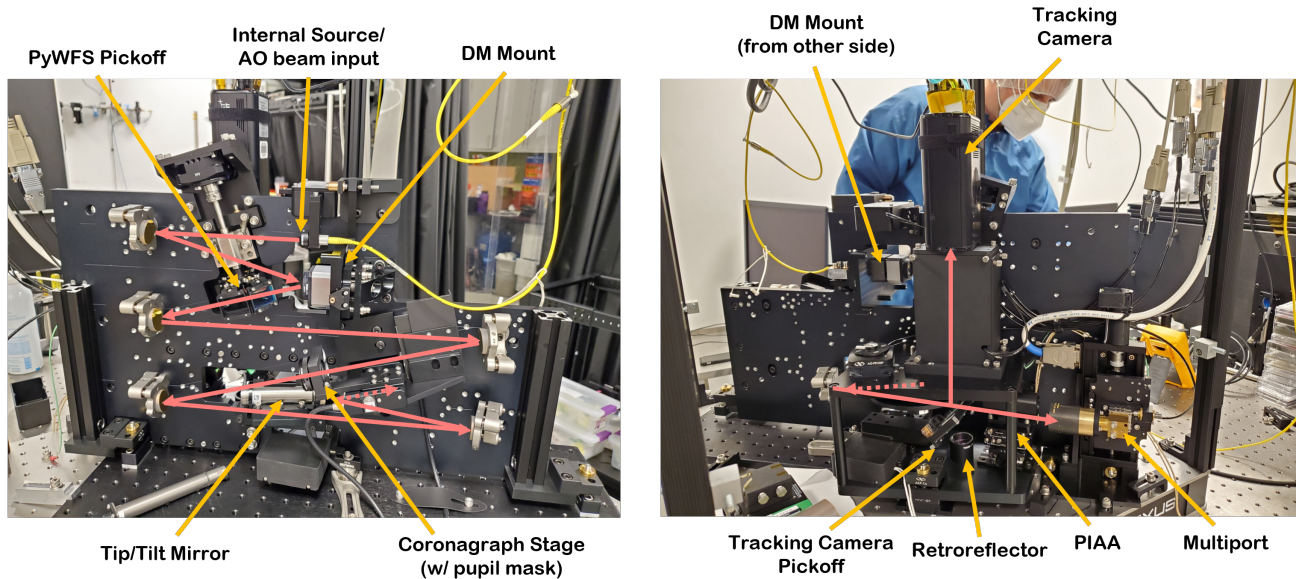 PyWFS Pickoff
Internal Source/
AO beam input
DM Mount
Tip/Tilt Mirror
Coronagraph Stage
(w/ pupil mask)
DM Mount
(from other side)
Tracking
Camera
Tracking Camera
Pickoff
Retroreflector
PIAA
Multiport